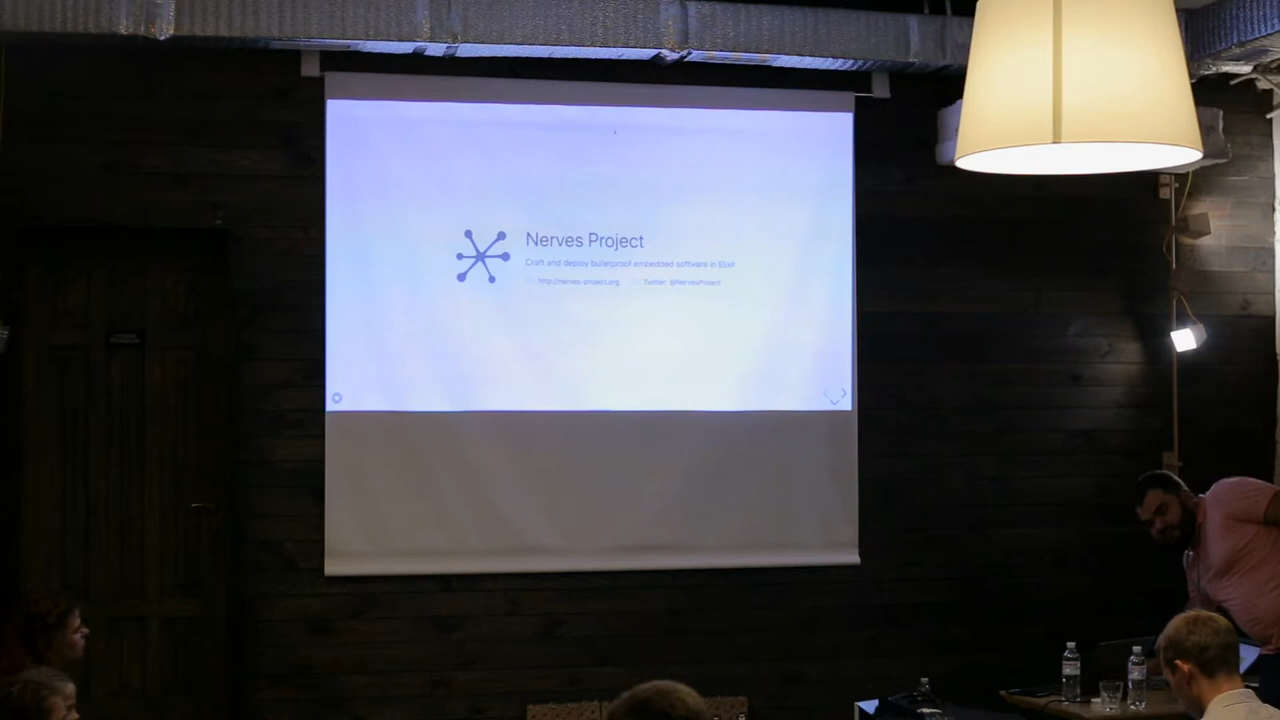 Nerves Project
Craft and deploy bulletproof embedded software in Elixir
http://nerves-project.org Twitter: @NervesProject